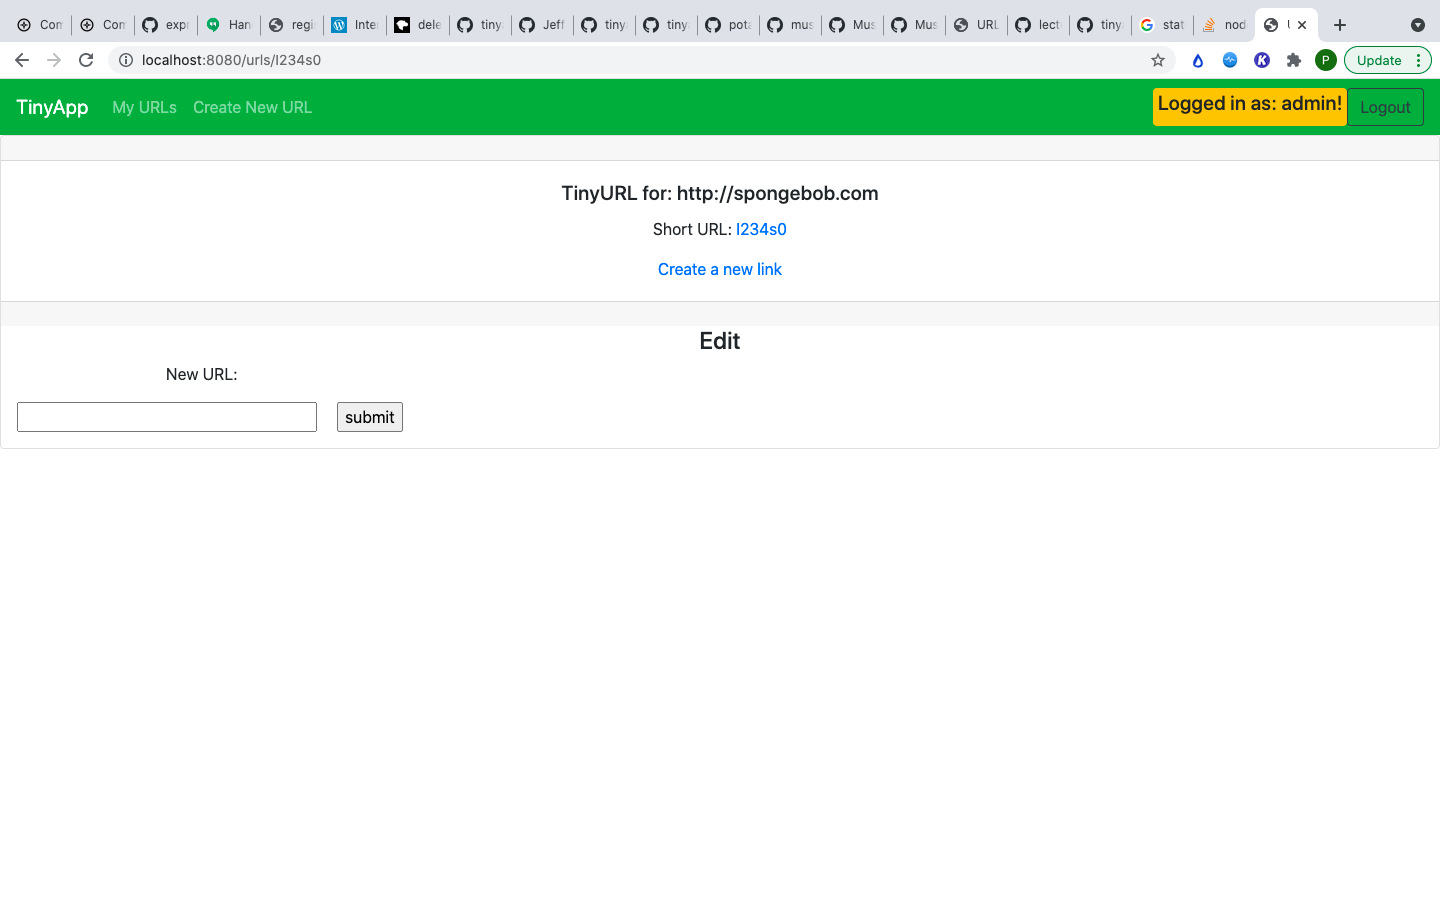 Con Con expr Han regi Inter dele tiny Jeff tiny tiny pota mus Mus Mus URL lect tiny stat nod U
localhost:8080/urls/I234s0 P Update
TinyApp My URLs Create New URL Logged in as: admin! Logout
TinyURL for: http://spongebob.com
Short URL: I234s0
Create a new link
Edit
New URL:
submit